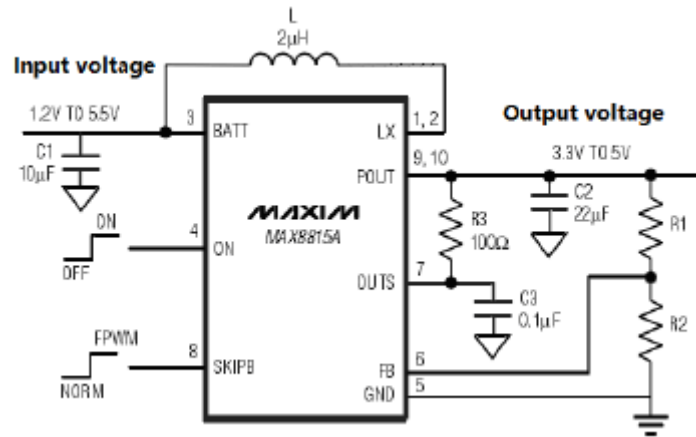 L
2µH
Input voltage
1.2V TO 5.5V
3
BATT
LX
1, 2
Output voltage
C1
10µF
9, 10
POUT
3.3V TO 5V
MAXIM
MAX8815A
R3
100Ω
C2
22µF
R1
ON
OFF
4
ON
OUTS
7
C3
0.1µF
R2
FPWM
NORM
8
SKIPB
FB
6
GND
5